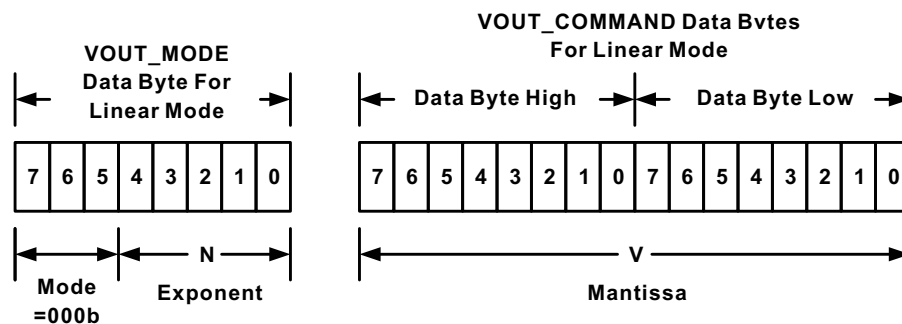 VOUT_COMMAND Data Bvtes
For Linear Mode
VOUT_MODE
Data Byte For
Linear Mode
Data Byte High
Data Byte Low
7 6 5 4 3 2 1 0
7 6 5 4 3 2 1 0 7 6 5 4 3 2 1 0
N
V
Mode
=000b
Exponent
Mantissa